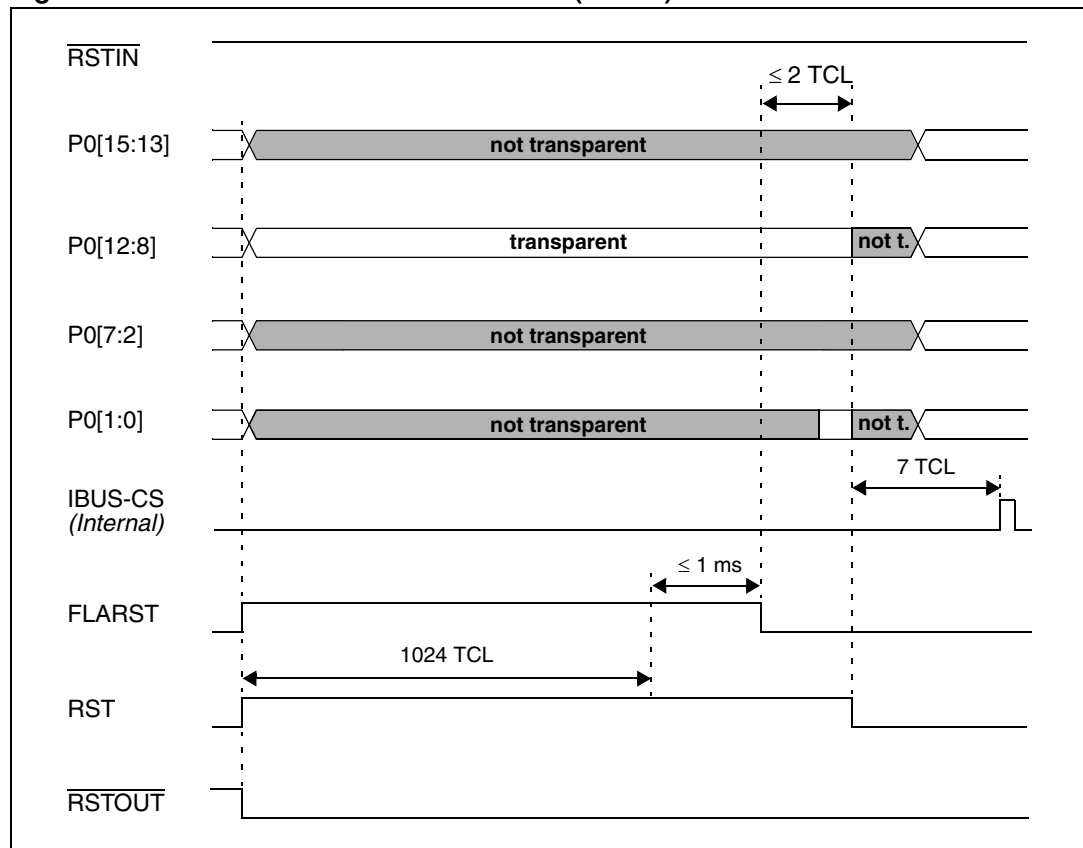 RSTIN
≤ 2 TCL
P0[15:13]
not transparent
P0[12:8]
transparent
not t.
P0[7:2]
not transparent
P0[1:0]
not transparent
not t.
7 TCL
IBUS-CS
(Internal)
≤ 1 ms
FLARST
1024 TCL
RST
RSTOUT